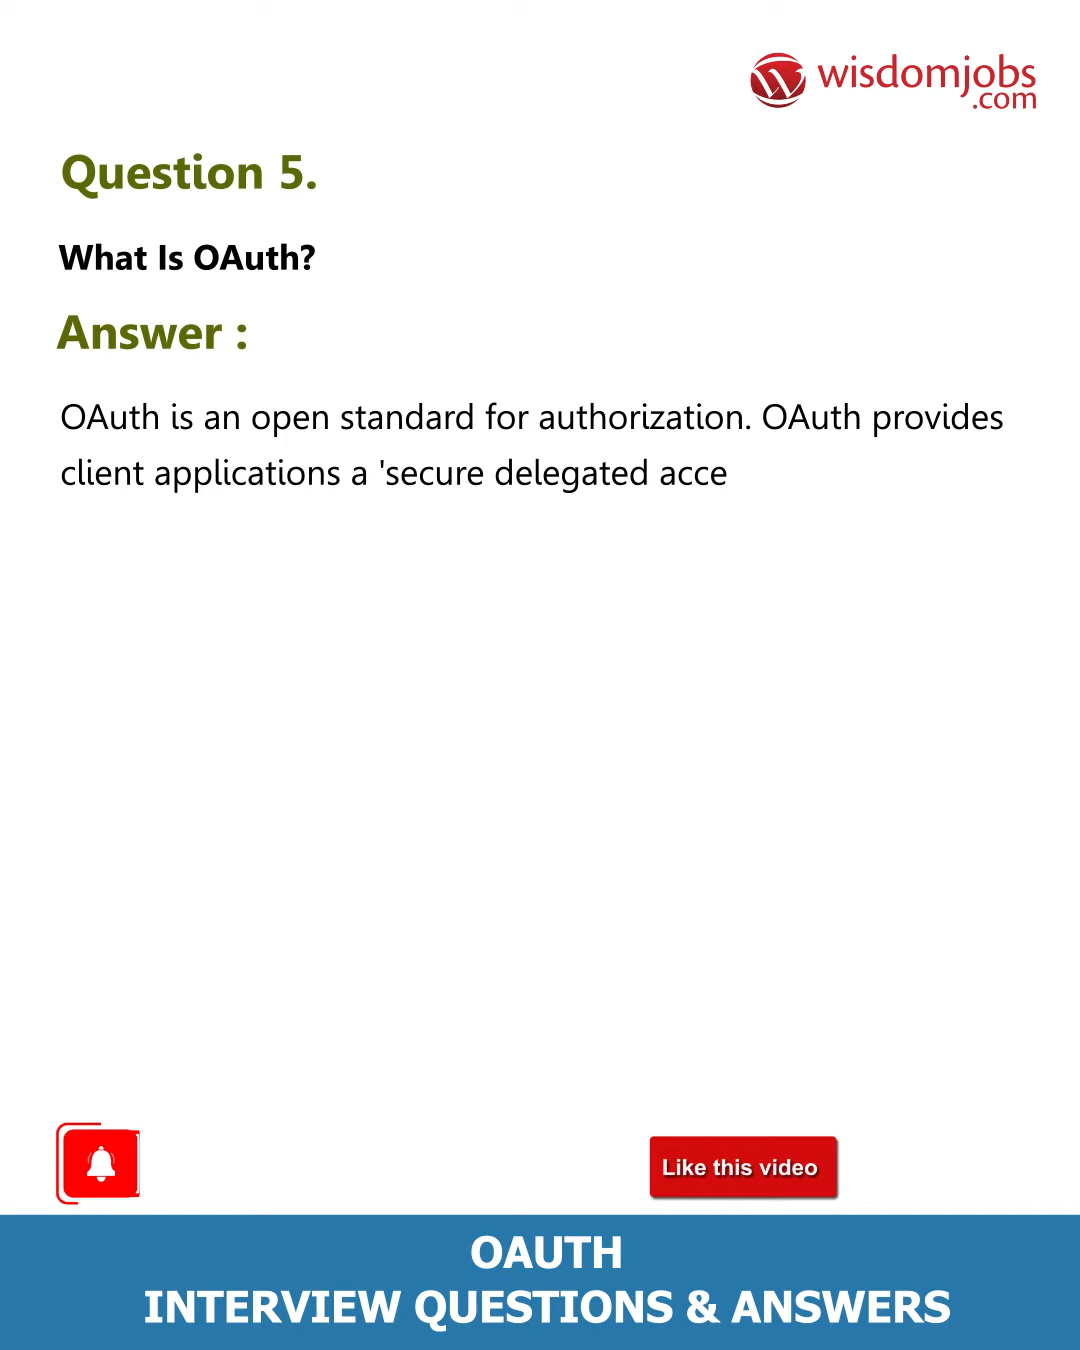 wisdomjobs
.com
Question 5.
What Is OAuth?
Answer :
OAuth is an open standard for authorization. OAuth provides
client applications a 'secure delegated acce
Like this video
OAUTH
INTERVIEW QUESTIONS & ANSWERS